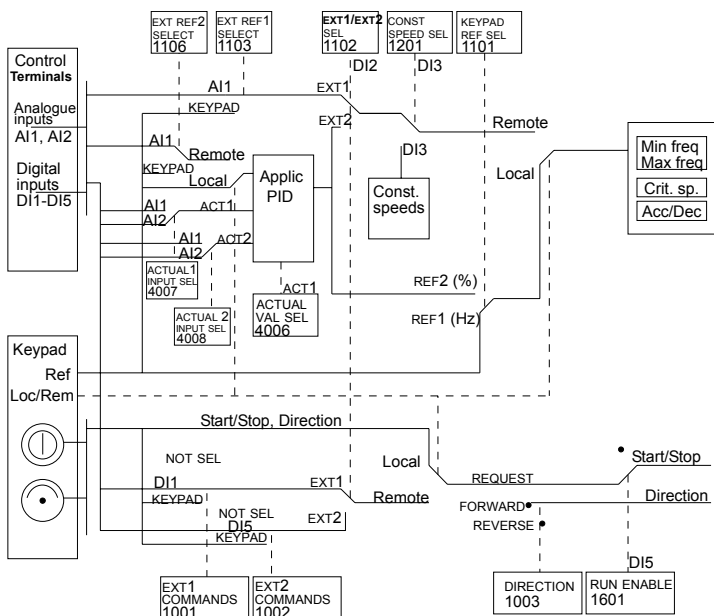 EXT REF2
SELECT
1106
EXT REF1
SELECT
1103
EXT1/EXT2
SEL
1102
CONST
SPEED SEL
1201
KEYPAD
REF SEL
1101
Control
Terminals
Analogue
inputs
AI1, AI2
Digital
inputs
DI1-DI5
DI2
DI3
AI1
EXT1
KEYPAD
EXT2
Remote
AI1
Remote
KEYPAD
Local
Applic
PID
DI3
Const.
speeds
Local
Min freq
Max freq
Crit. sp.
Acc/Dec
AI1
ACT1
AI2
AI1
ACT2
AI2
ACTUAL1
INPUT SEL
4007
ACTUAL 2
INPUT SEL
4008
ACT1
ACTUAL
VAL SEL
4006
REF2 (%)
REF1 (Hz)
Keypad
Ref
Loc/Rem
Start/Stop, Direction
NOT SEL
Local
Start/Stop
DI1
EXT1
REQUEST
KEYPAD
Remote
Direction
NOT SEL
DI5
EXT2
FORWARD
REVERSE
KEYPAD
DI5
EXT1
COMMANDS
1001
EXT2
COMMANDS
1002
DIRECTION
1003
RUN ENABLE
1601